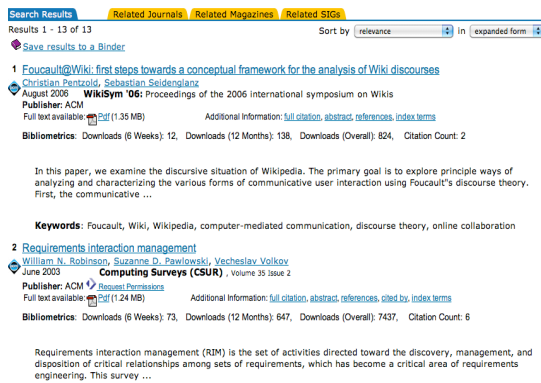 Search Results Related Journals Related Magazines Related SIGs
Results 1 - 13 of 13 Sort by relevance in expanded form
Save results to a Binder
1 Foucault@Wiki: first steps towards a conceptual framework for the analysis of Wiki discourses
Christian Pentzold, Sebastian Seidenglanz
August 2006 WikiSym '06: Proceedings of the 2006 international symposium on Wikis
Publisher: ACM
Full text available: Pdf (1.35 MB) Additional Information: full citation, abstract, references, index terms
Bibliometrics: Downloads (6 Weeks): 12, Downloads (12 Months): 138, Downloads (Overall): 824, Citation Count: 2
In this paper, we examine the discursive situation of Wikipedia. The primary goal is to explore principle ways of
analyzing and characterizing the various forms of communicative user interaction using Foucault"s discourse theory.
First, the communicative ...
Keywords: Foucault, Wiki, Wikipedia, computer-mediated communication, discourse theory, online collaboration
2 Requirements interaction management
William N. Robinson, Suzanne D. Pawlowski, Vecheslav Volkov
June 2003 Computing Surveys (CSUR) , Volume 35 Issue 2
Publisher: ACM Request Permissions
Full text available: Pdf (1.24 MB) Additional Information: full citation, abstract, references, cited by, index terms
Bibliometrics: Downloads (6 Weeks): 73, Downloads (12 Months): 647, Downloads (Overall): 7437, Citation Count: 6
Requirements interaction management (RIM) is the set of activities directed toward the discovery, management, and
disposition of critical relationships among sets of requirements, which has become a critical area of requirements
engineering. This survey ...